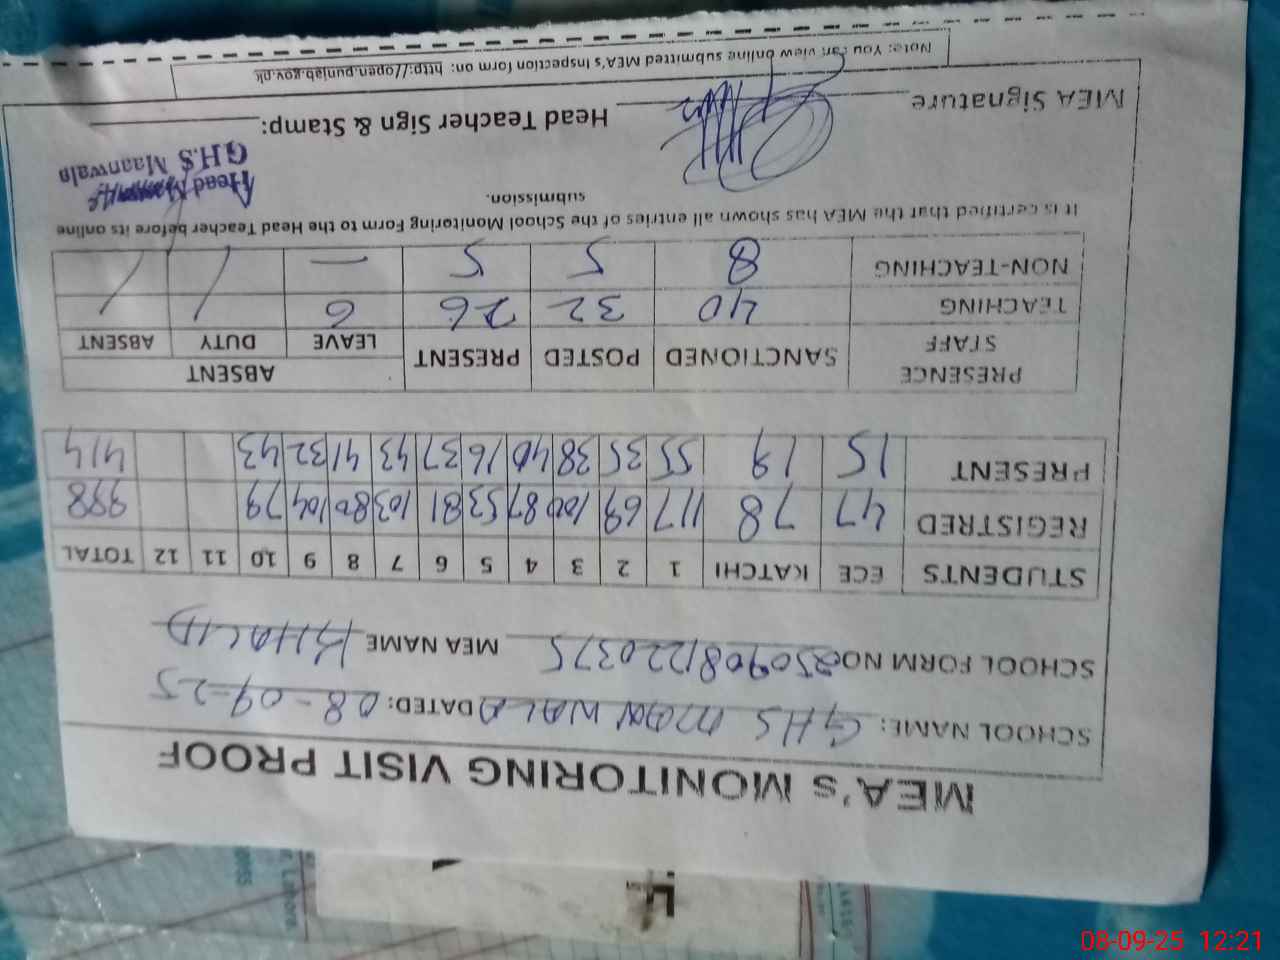 MEA's MONITORING VISIT PROOF
SCHOOL NAME: GHS MAN WALA DATED: 08-09-25
SCHOOL FORM NO 250908122037S MEA NAME KHALID
STUDENTS ECE KATCHI 1 2 3 4 5 6 7 8 9 10 11 12 TOTAL
REGISTRED 47 78 117 69 100 87 53 81 103 80 104 79 998
PRESENT 15 19 55 35 38 40 16 37 43 41 32 43 414
PRESENCE STAFF SANCTIONED POSTED PRESENT ABSENT
LEAVE DUTY ABSENT
TEACHING 40 32 26 6 / /
NON-TEACHING 8 5 5 — / /
It is certified that the MEA has shown all entries of the School Monitoring Form to the Head Teacher before its online
submission.
Head
G.H.S Maanwala
MEA Signature Head Teacher Sign & Stamp:
Note: You can view online submitted MEA's Inspection form on: http://open.punjab.gov.pk
08-09-25 12:21